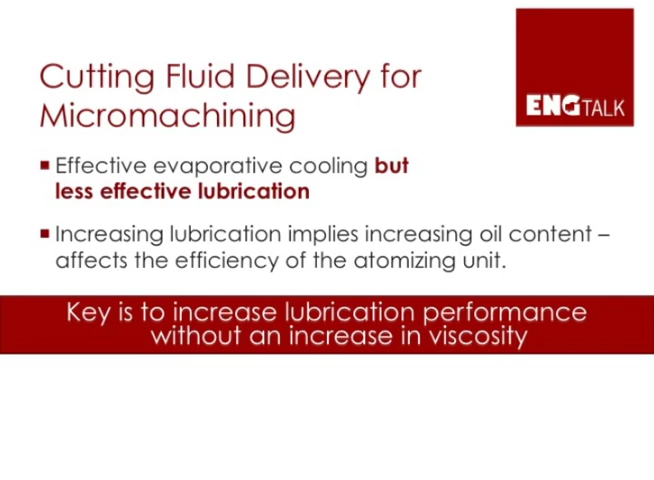 Cutting Fluid Delivery for
Micromachining
ENGTALK
▪ Effective evaporative cooling but
less effective lubrication
▪ Increasing lubrication implies increasing oil content –
affects the efficiency of the atomizing unit.
Key is to increase lubrication performance
without an increase in viscosity